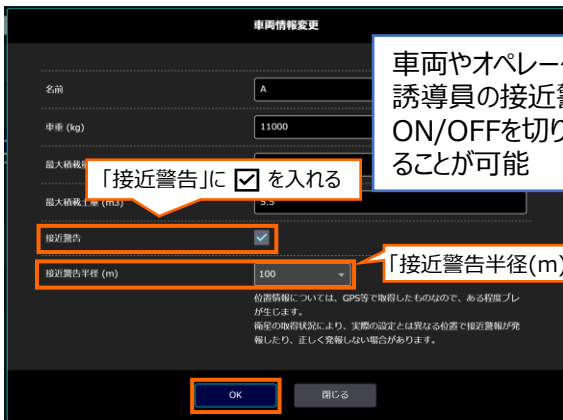 車両情報変更
車両やオペレー
誘導員の接近
ON/OFFを切り
ることが可能
名前
A
車重 (kg)
11000
「接近警告」に ☑ を入れる
最大積載
最大積載土量 (m3)
5.5
接近警告
接近警告半径 (m)
100
「接近警告半径(m)
位置情報については、GPS等で取得したものなので、ある程度ブレ
が生じます。
衛星の取得状況により、実際の設定とは異なる位置で接近警報が発
報したり、正しく発報しない場合があります。
OK
閉じる